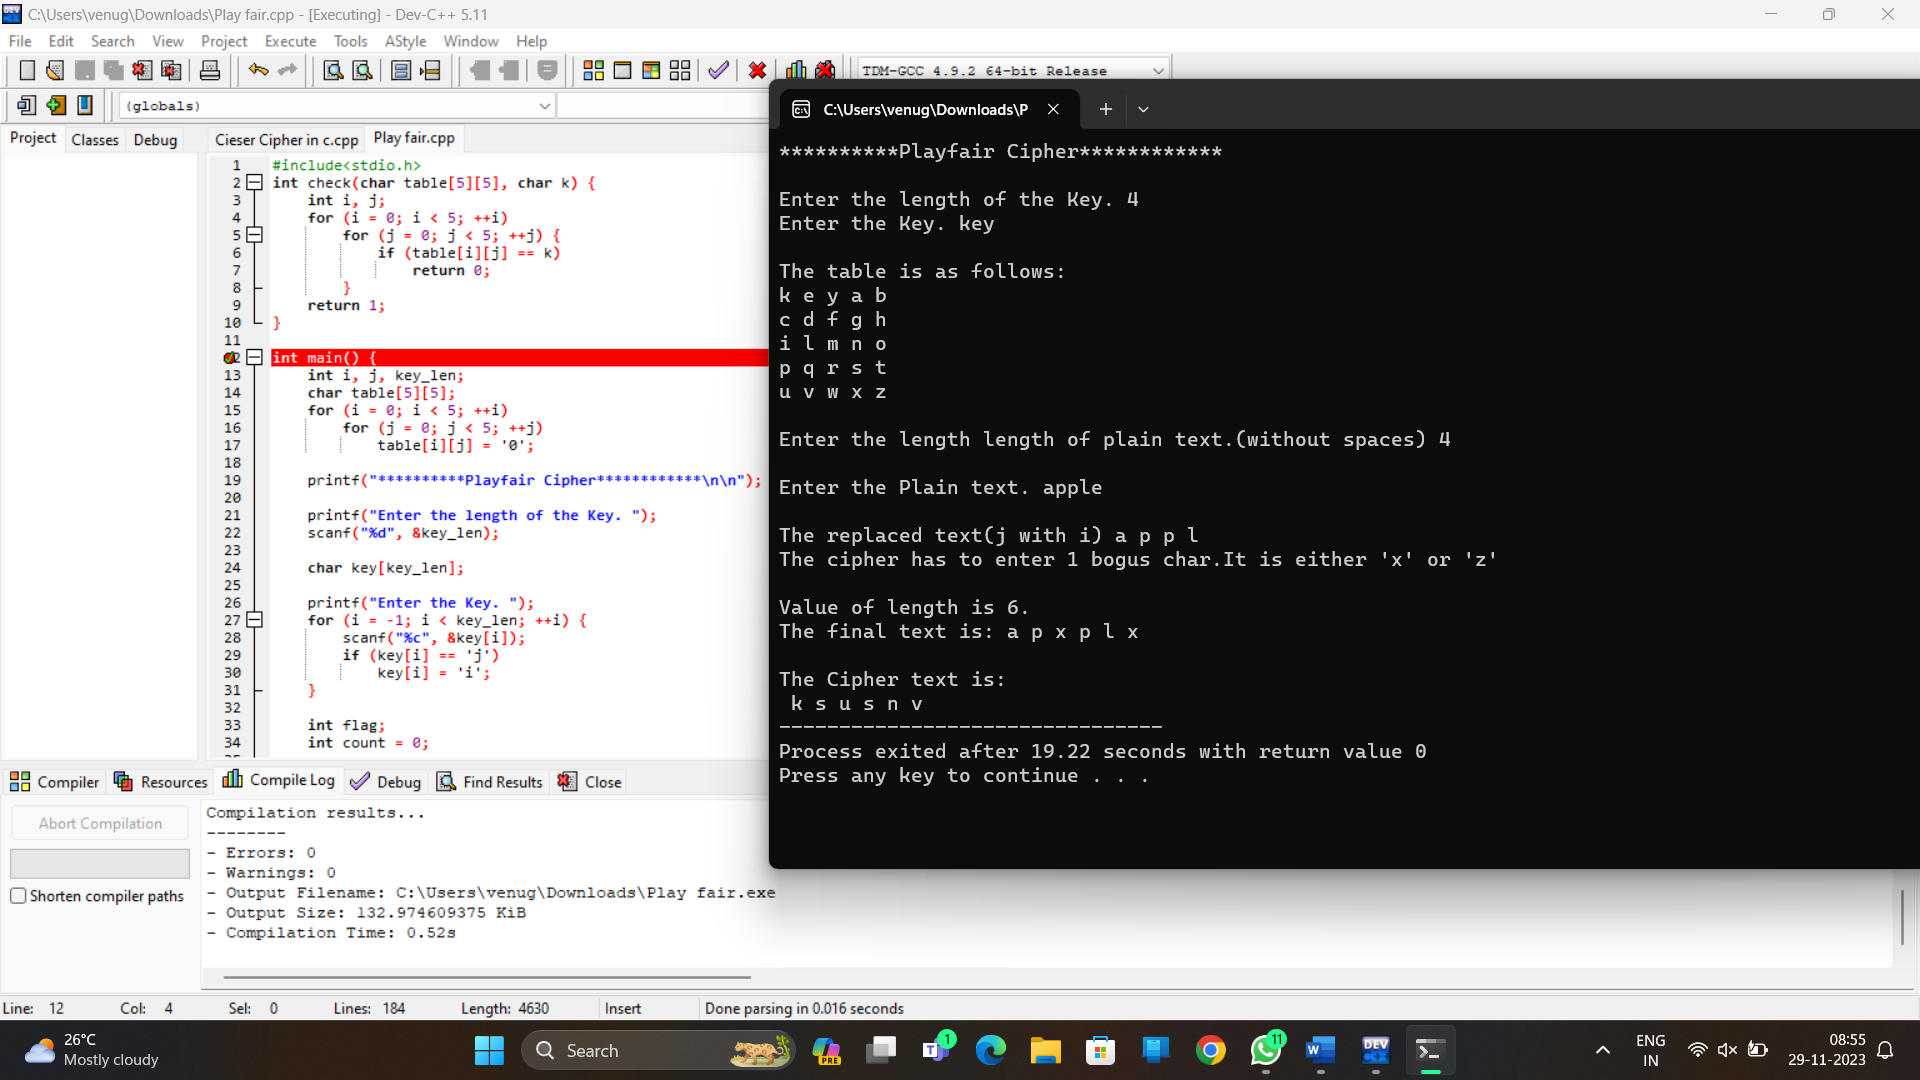 C:\Users\venug\Downloads\Play fair.cpp - [Executing] - Dev-C++ 5.11
File Edit Search View Project Execute Tools AStyle Window Help
TDM-GCC 4.9.2 64-bit Release
(globals)
Project Classes Debug
Cieser Cipher in c.cpp Play fair.cpp
1 #include<stdio.h>
2 int check(char table[5][5], char k) {
3 int i, j;
4 for (i = 0; i < 5; ++i)
5 for (j = 0; j < 5; ++j) {
6 if (table[i][j] == k)
7 return 0;
8 }
9 return 1;
10 }
11
12 int main() {
13 int i, j, key_len;
14 char table[5][5];
15 for (i = 0; i < 5; ++i)
16 for (j = 0; j < 5; ++j)
17 table[i][j] = '0';
18
19 printf("**********Playfair Cipher************\n\n");
20
21 printf("Enter the length of the Key. ");
22 scanf("%d", &key_len);
23
24 char key[key_len];
25
26 printf("Enter the Key. ");
27 for (i = -1; i < key_len; ++i) {
28 scanf("%c", &key[i]);
29 if (key[i] == 'j')
30 key[i] = 'i';
31 }
32
33 int flag;
34 int count = 0;
C:\Users\venug\Downloads\P
**********Playfair Cipher************
Enter the length of the Key. 4
Enter the Key. key
The table is as follows:
k e y a b
c d f g h
i l m n o
p q r s t
u v w x z
Enter the length length of plain text.(without spaces) 4
Enter the Plain text. apple
The replaced text(j with i) a p p l
The cipher has to enter 1 bogus char.It is either 'x' or 'z'
Value of length is 6.
The final text is: a p x p l x
The Cipher text is:
k s u s n v
--------------------------------
Process exited after 19.22 seconds with return value 0
Press any key to continue . . .
Compiler Resources Compile Log Debug Find Results Close
Abort Compilation
Shorten compiler paths
Compilation results...
--------
- Errors: 0
- Warnings: 0
- Output Filename: C:\Users\venug\Downloads\Play fair.exe
- Output Size: 132.974609375 KiB
- Compilation Time: 0.52s
Line: 12 Col: 4 Sel: 0 Lines: 184 Length: 4630 Insert Done parsing in 0.016 seconds
26°C
Mostly cloudy
Search
PRE
1
11
DEV
C++
ENG
IN
08:55
29-11-2023